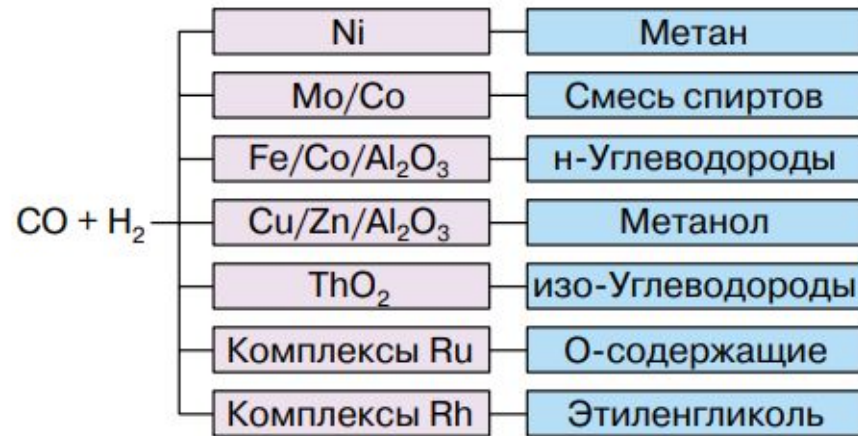 Ni Метан
Mo/Co Смесь спиртов
Fe/Co/Al₂O₃ н-Углеводороды
CO + H₂ Cu/Zn/Al₂O₃ Метанол
ThO₂ изо-Углеводороды
Комплексы Ru О-содержащие
Комплексы Rh Этиленгликоль